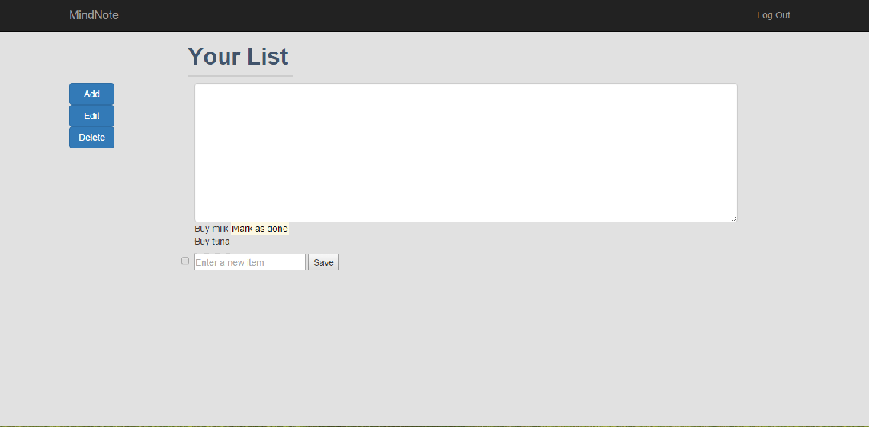 MindNote
Log Out
Your List
Add
Edit
Delete
Buy milk Mark as done
Buy tuna
Enter a new item
Save